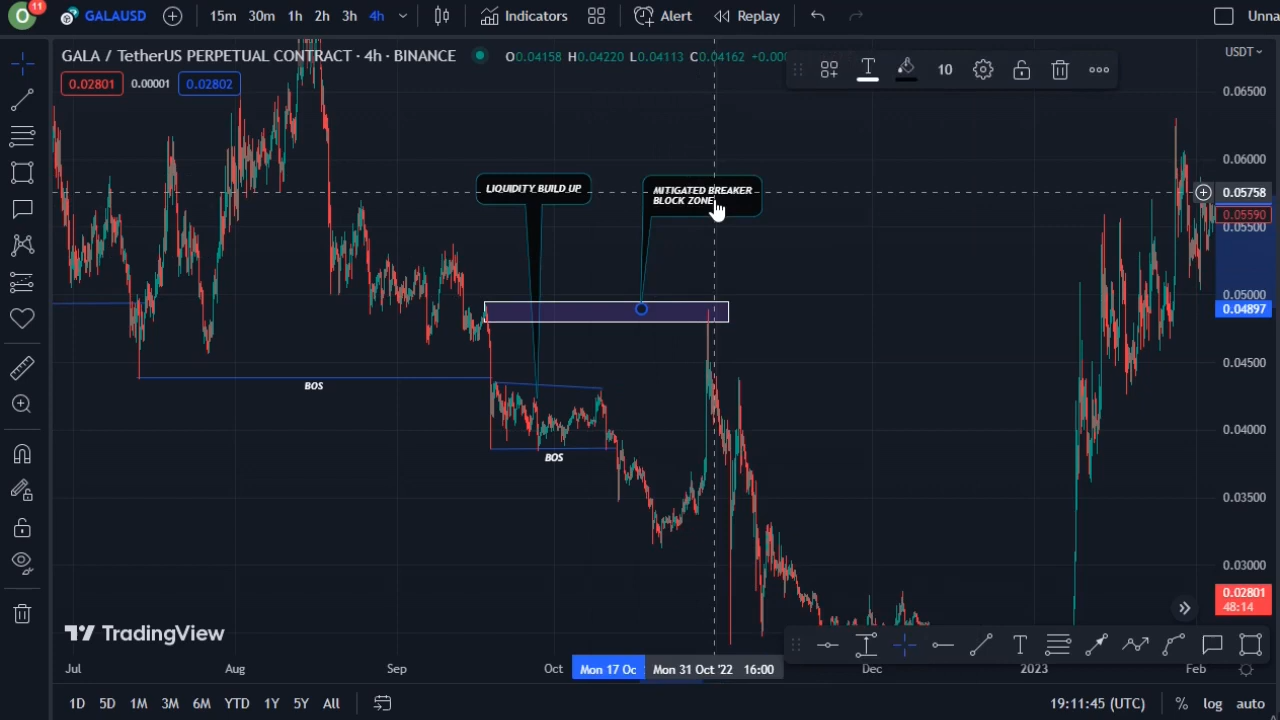 11
GALAUSD
15m 30m 1h 2h 3h 4h
Indicators
Alert
Replay
Unna
GALA / TetherUS PERPETUAL CONTRACT · 4h · BINANCE
O0.04158 H0.04220 L0.04113 C0.04162 +0.00
USDT
0.02801 0.00001 0.02802
T 10
0.06500
0.06000
0.05758
0.05590
0.05500
0.05000
0.04897
0.04500
0.04000
0.03500
0.03000
0.02801
48:14
LIQUIDITY BUILD UP
MITIGATED BREAKER
BLOCK ZONE
BOS
BOS
TradingView
T
Jul Aug Sep Oct Mon 17 Oc Mon 31 Oct '22 16:00 Dec 2023 Feb
1D 5D 1M 3M 6M YTD 1Y 5Y All
19:11:45 (UTC) % log auto